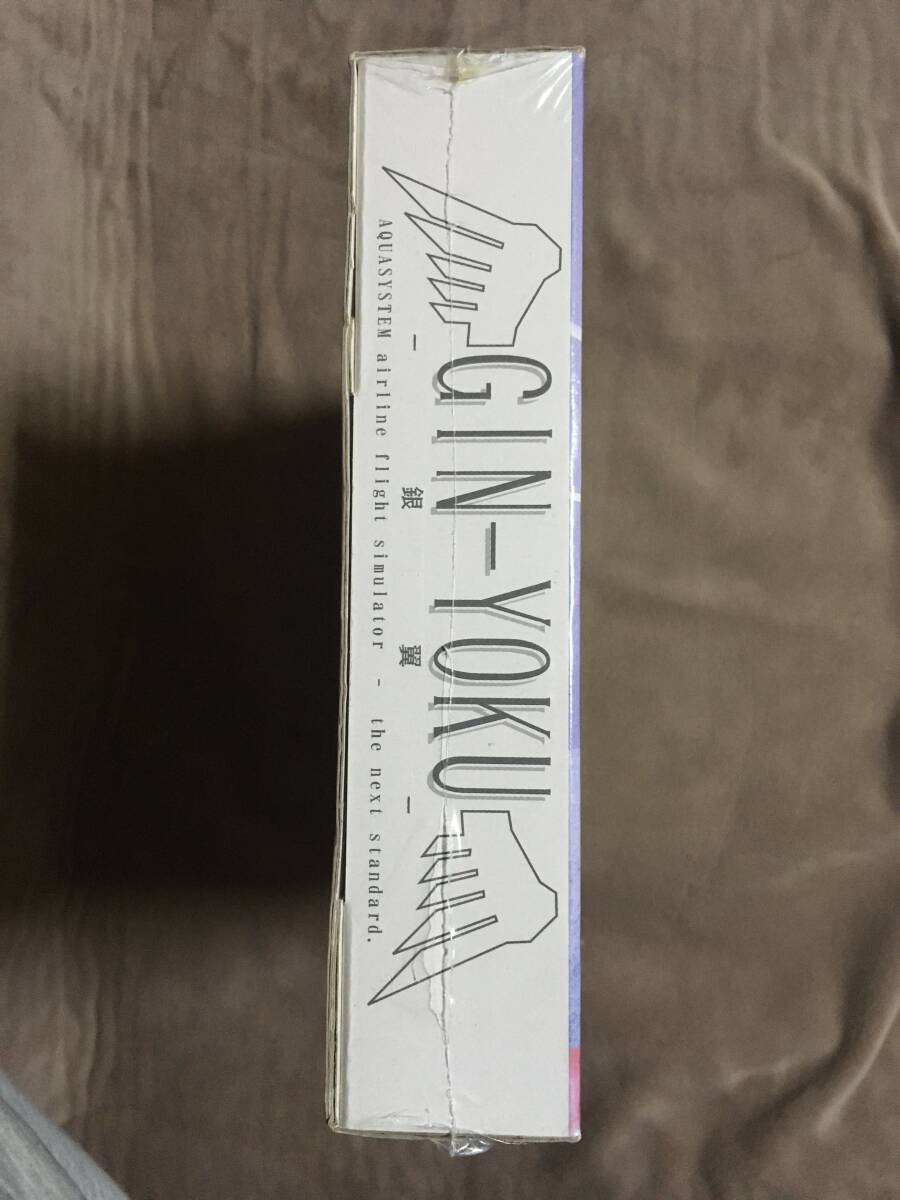 GIN-YOKU
- 銀翼 -
AQUASYSTEM airline flight simulator - the next standard.